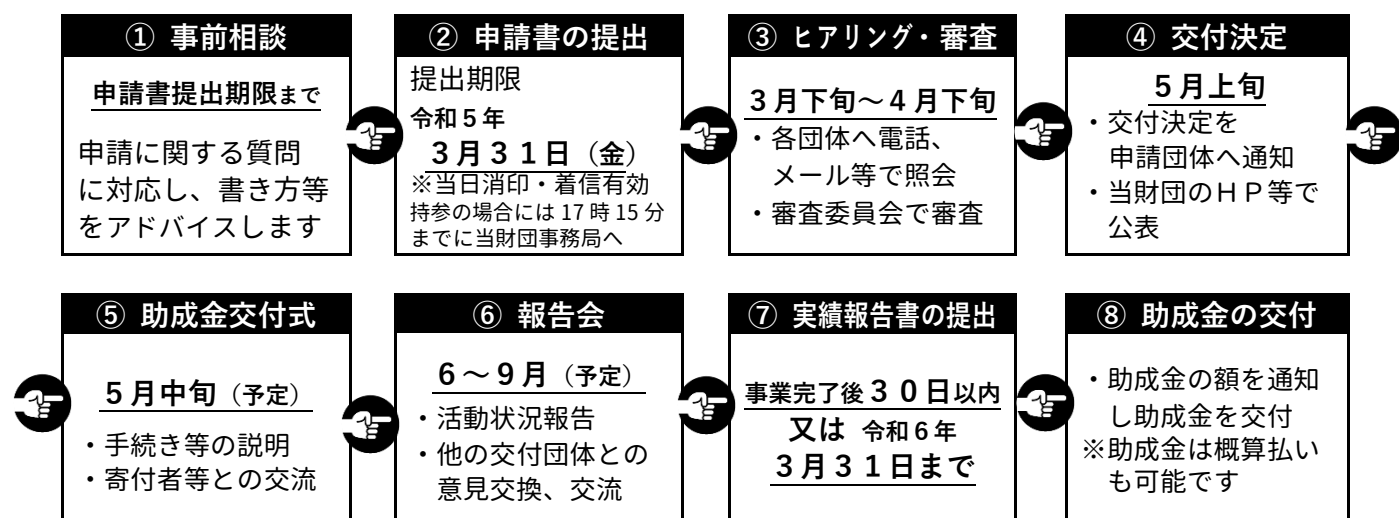 ① 事前相談
申請書提出期限まで
申請に関する質問
に対応し、書き方等
をアドバイスします
② 申請書の提出
提出期限
令和５年
３月３１日（金）
※当日消印・着信有効
持参の場合には 17 時 15 分
までに当財団事務局へ
③ ヒアリング・審査
３月下旬～４月下旬
・各団体へ電話、
メール等で照会
・審査委員会で審査
④ 交付決定
５月上旬
・交付決定を
申請団体へ通知
・当財団のＨＰ等で
公表
⑤ 助成金交付式
５月中旬（予定）
・手続き等の説明
・寄付者等との交流
⑥ 報告会
６～９月（予定）
・活動状況報告
・他の交付団体との
意見交換、交流
⑦ 実績報告書の提出
事業完了後３０日以内
又は 令和６年
３月３１日まで
⑧ 助成金の交付
・助成金の額を通知
し助成金を交付
※助成金は概算払い
も可能です